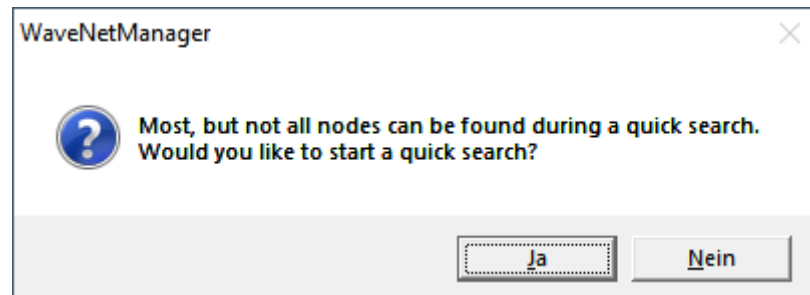 WaveNetManager
Most, but not all nodes can be found during a quick search.
Would you like to start a quick search?
Ja
Nein